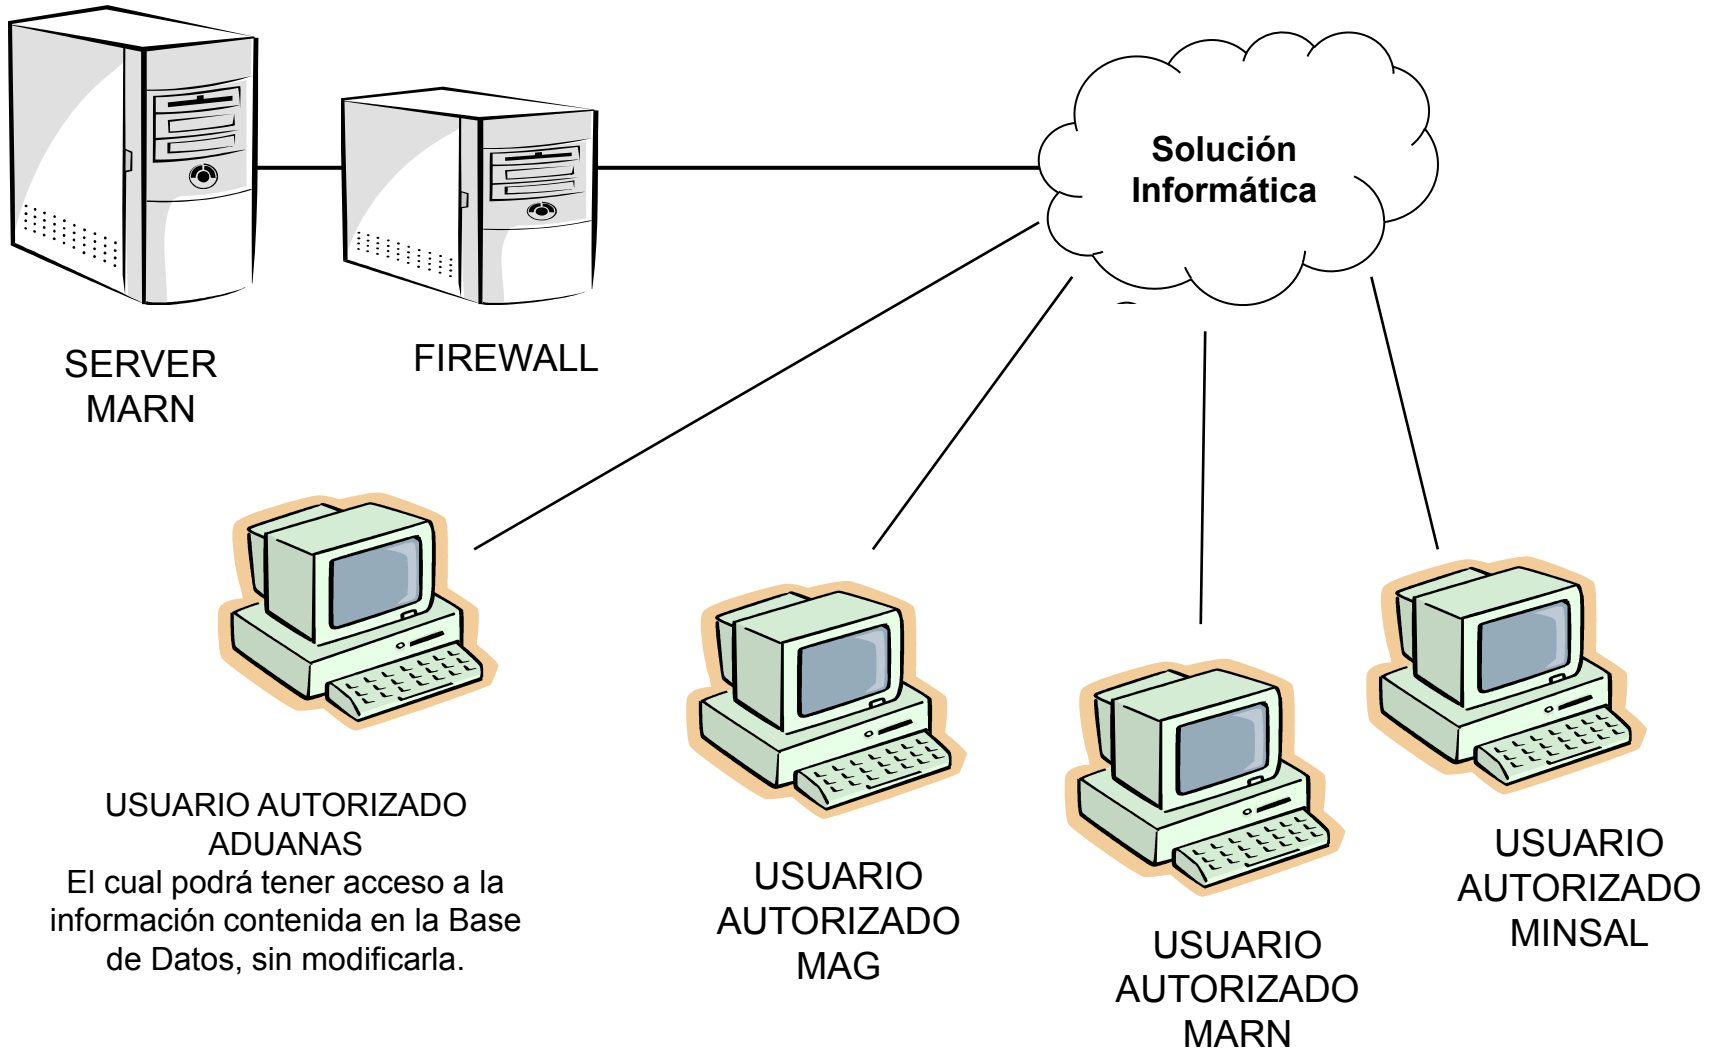 Solución
Informática
SERVER
MARN
FIREWALL
USUARIO AUTORIZADO
ADUANAS
El cual podrá tener acceso a la
información contenida en la Base
de Datos, sin modificarla.
USUARIO
AUTORIZADO
MAG
USUARIO
AUTORIZADO
MARN
USUARIO
AUTORIZADO
MINSAL